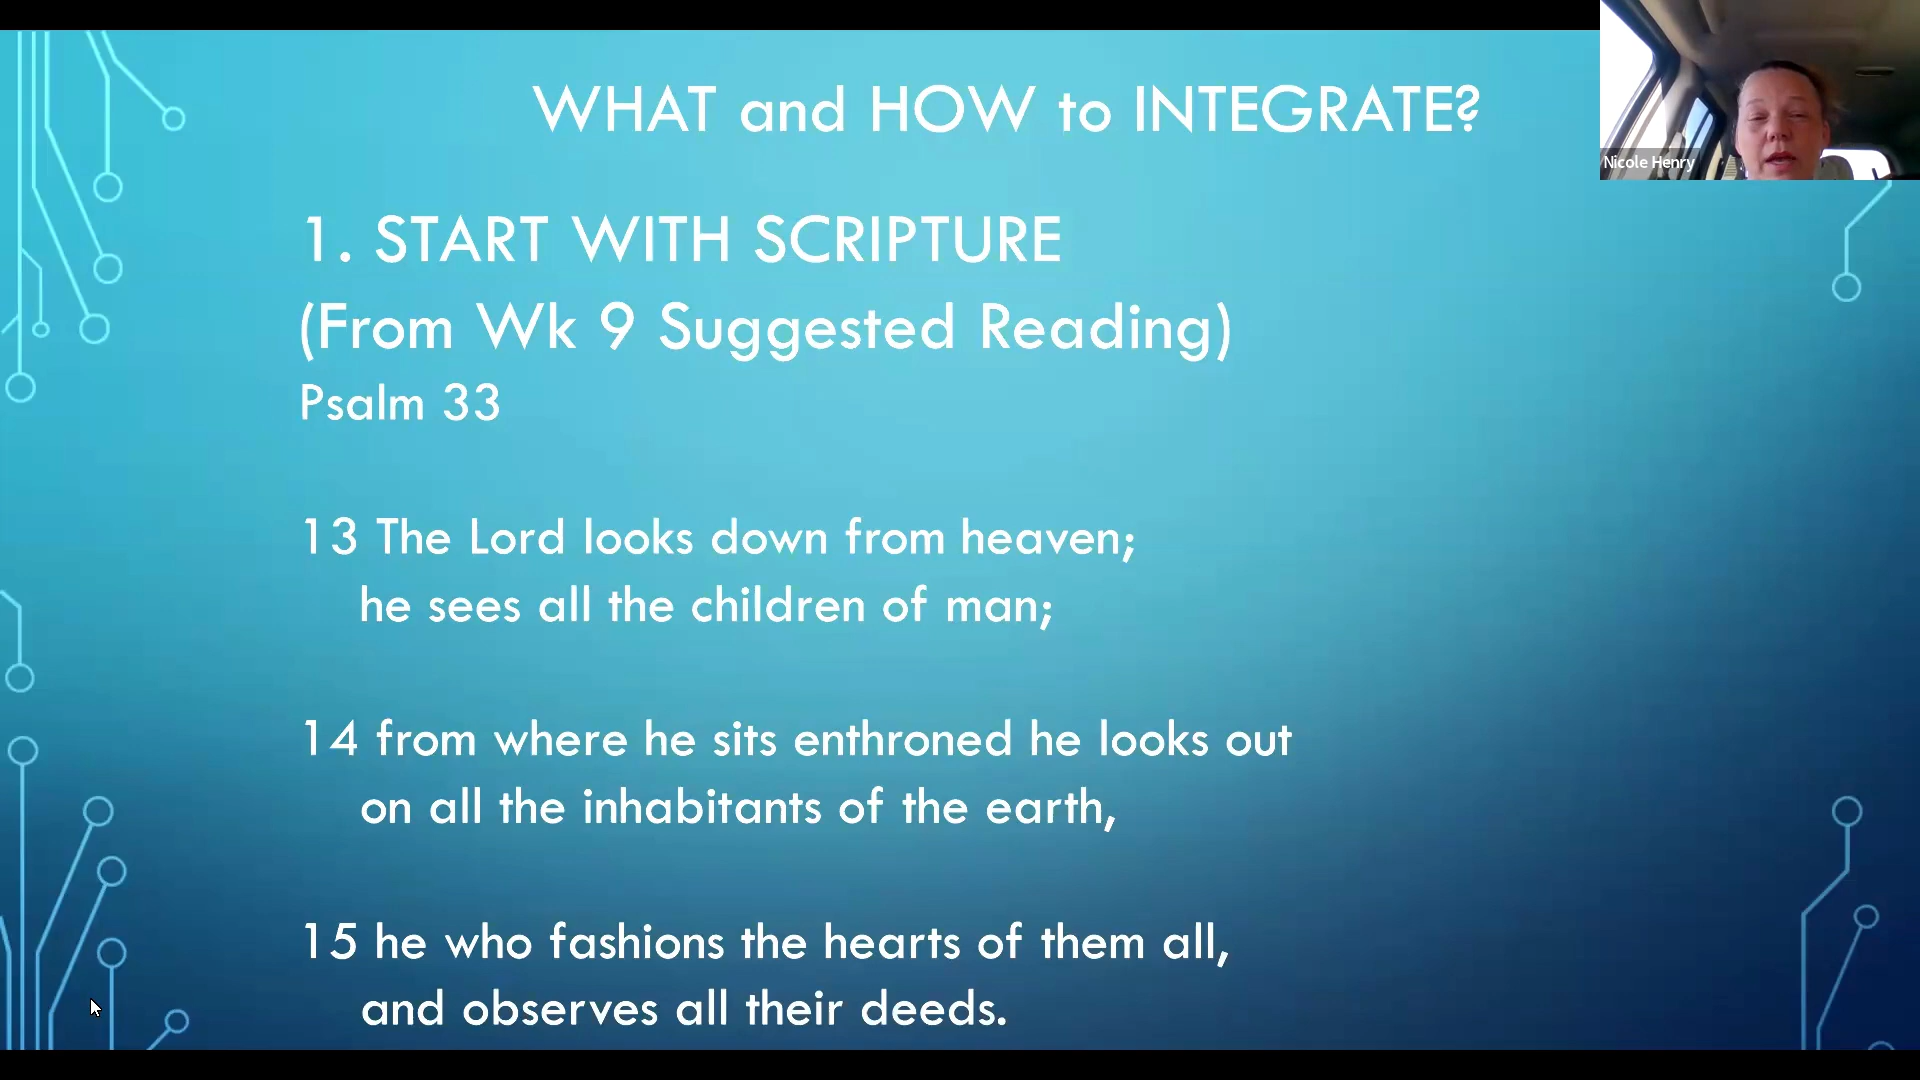 WHAT and HOW to INTEGRATE?
Nicole Henry
1. START WITH SCRIPTURE
(From Wk 9 Suggested Reading)
Psalm 33
13 The Lord looks down from heaven;
he sees all the children of man;
14 from where he sits enthroned he looks out
on all the inhabitants of the earth,
15 he who fashions the hearts of them all,
and observes all their deeds.